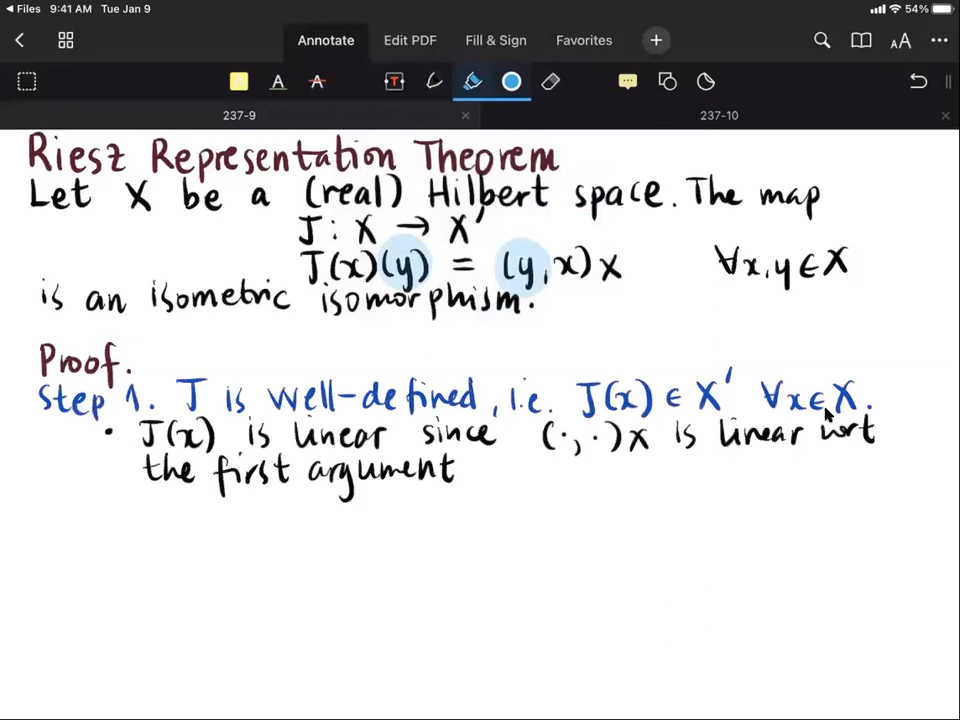 Files 9:41 AM Tue Jan 9 54%
Annotate Edit PDF Fill & Sign Favorites
237-9 237-10
Riesz Representation Theorem
Let X be a (real) Hilbert space. The map
J : X → X'
J(x)(y) = (y,x)x ∀x,y ∈ X
is an isometric isomorphism.
Proof.
Step 1. J is well-defined, i.e. J(x) ∈ X' ∀x∈X.
• J(x) is linear since (·,·)x is linear wrt
the first argument